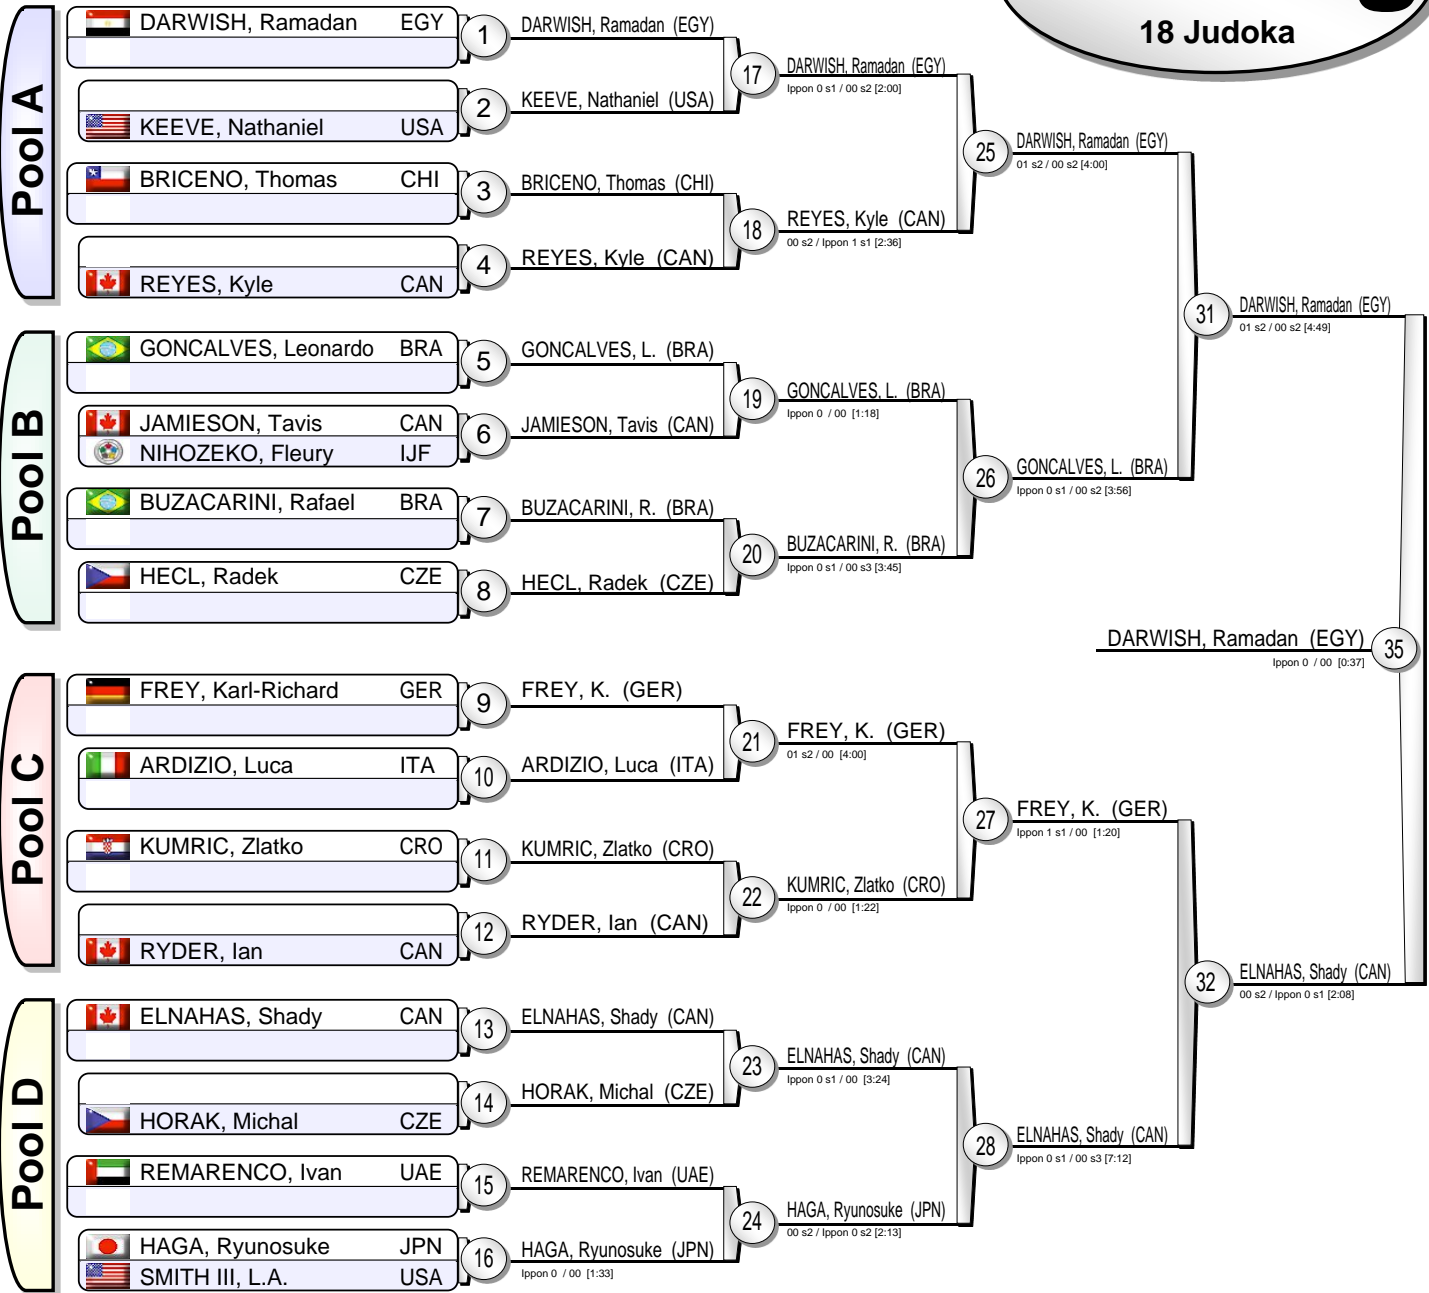 18 Judoka
Pool A
DARWISH, Ramadan EGY
KEEVE, Nathaniel USA
BRICENO, Thomas CHI
REYES, Kyle CAN
1
2
3
4
DARWISH, Ramadan (EGY)
KEEVE, Nathaniel (USA)
BRICENO, Thomas (CHI)
REYES, Kyle (CAN)
17
DARWISH, Ramadan (EGY)
Ippon 0 s1 / 00 s2 [2:00]
18
REYES, Kyle (CAN)
00 s2 / Ippon 1 s1 [2:36]
25
DARWISH, Ramadan (EGY)
01 s2 / 00 s2 [4:00]
Pool B
GONCALVES, Leonardo BRA
JAMIESON, Tavis CAN
NIHOZEKO, Fleury IJF
BUZACARINI, Rafael BRA
HECL, Radek CZE
5
6
7
8
GONCALVES, L. (BRA)
JAMIESON, Tavis (CAN)
BUZACARINI, R. (BRA)
HECL, Radek (CZE)
19
GONCALVES, L. (BRA)
Ippon 0 / 00 [1:18]
20
BUZACARINI, R. (BRA)
Ippon 0 s1 / 00 s3 [3:45]
26
GONCALVES, L. (BRA)
Ippon 0 s1 / 00 s2 [3:56]
31
DARWISH, Ramadan (EGY)
01 s2 / 00 s2 [4:49]
DARWISH, Ramadan (EGY)
Ippon 0 / 00 [0:37]
35
Pool C
FREY, Karl-Richard GER
ARDIZIO, Luca ITA
KUMRIC, Zlatko CRO
RYDER, Ian CAN
9
10
11
12
FREY, K. (GER)
ARDIZIO, Luca (ITA)
KUMRIC, Zlatko (CRO)
RYDER, Ian (CAN)
21
FREY, K. (GER)
01 s2 / 00 [4:00]
22
KUMRIC, Zlatko (CRO)
Ippon 0 / 00 [1:22]
27
FREY, K. (GER)
Ippon 1 s1 / 00 [1:20]
Pool D
ELNAHAS, Shady CAN
HORAK, Michal CZE
REMARENCO, Ivan UAE
HAGA, Ryunosuke JPN
SMITH III, L.A. USA
13
14
15
16
ELNAHAS, Shady (CAN)
HORAK, Michal (CZE)
REMARENCO, Ivan (UAE)
HAGA, Ryunosuke (JPN)
Ippon 0 / 00 [1:33]
23
ELNAHAS, Shady (CAN)
Ippon 0 s1 / 00 [3:24]
24
HAGA, Ryunosuke (JPN)
00 s2 / Ippon 0 s2 [2:13]
28
ELNAHAS, Shady (CAN)
Ippon 0 s1 / 00 s3 [7:12]
32
ELNAHAS, Shady (CAN)
00 s2 / Ippon 0 s1 [2:08]